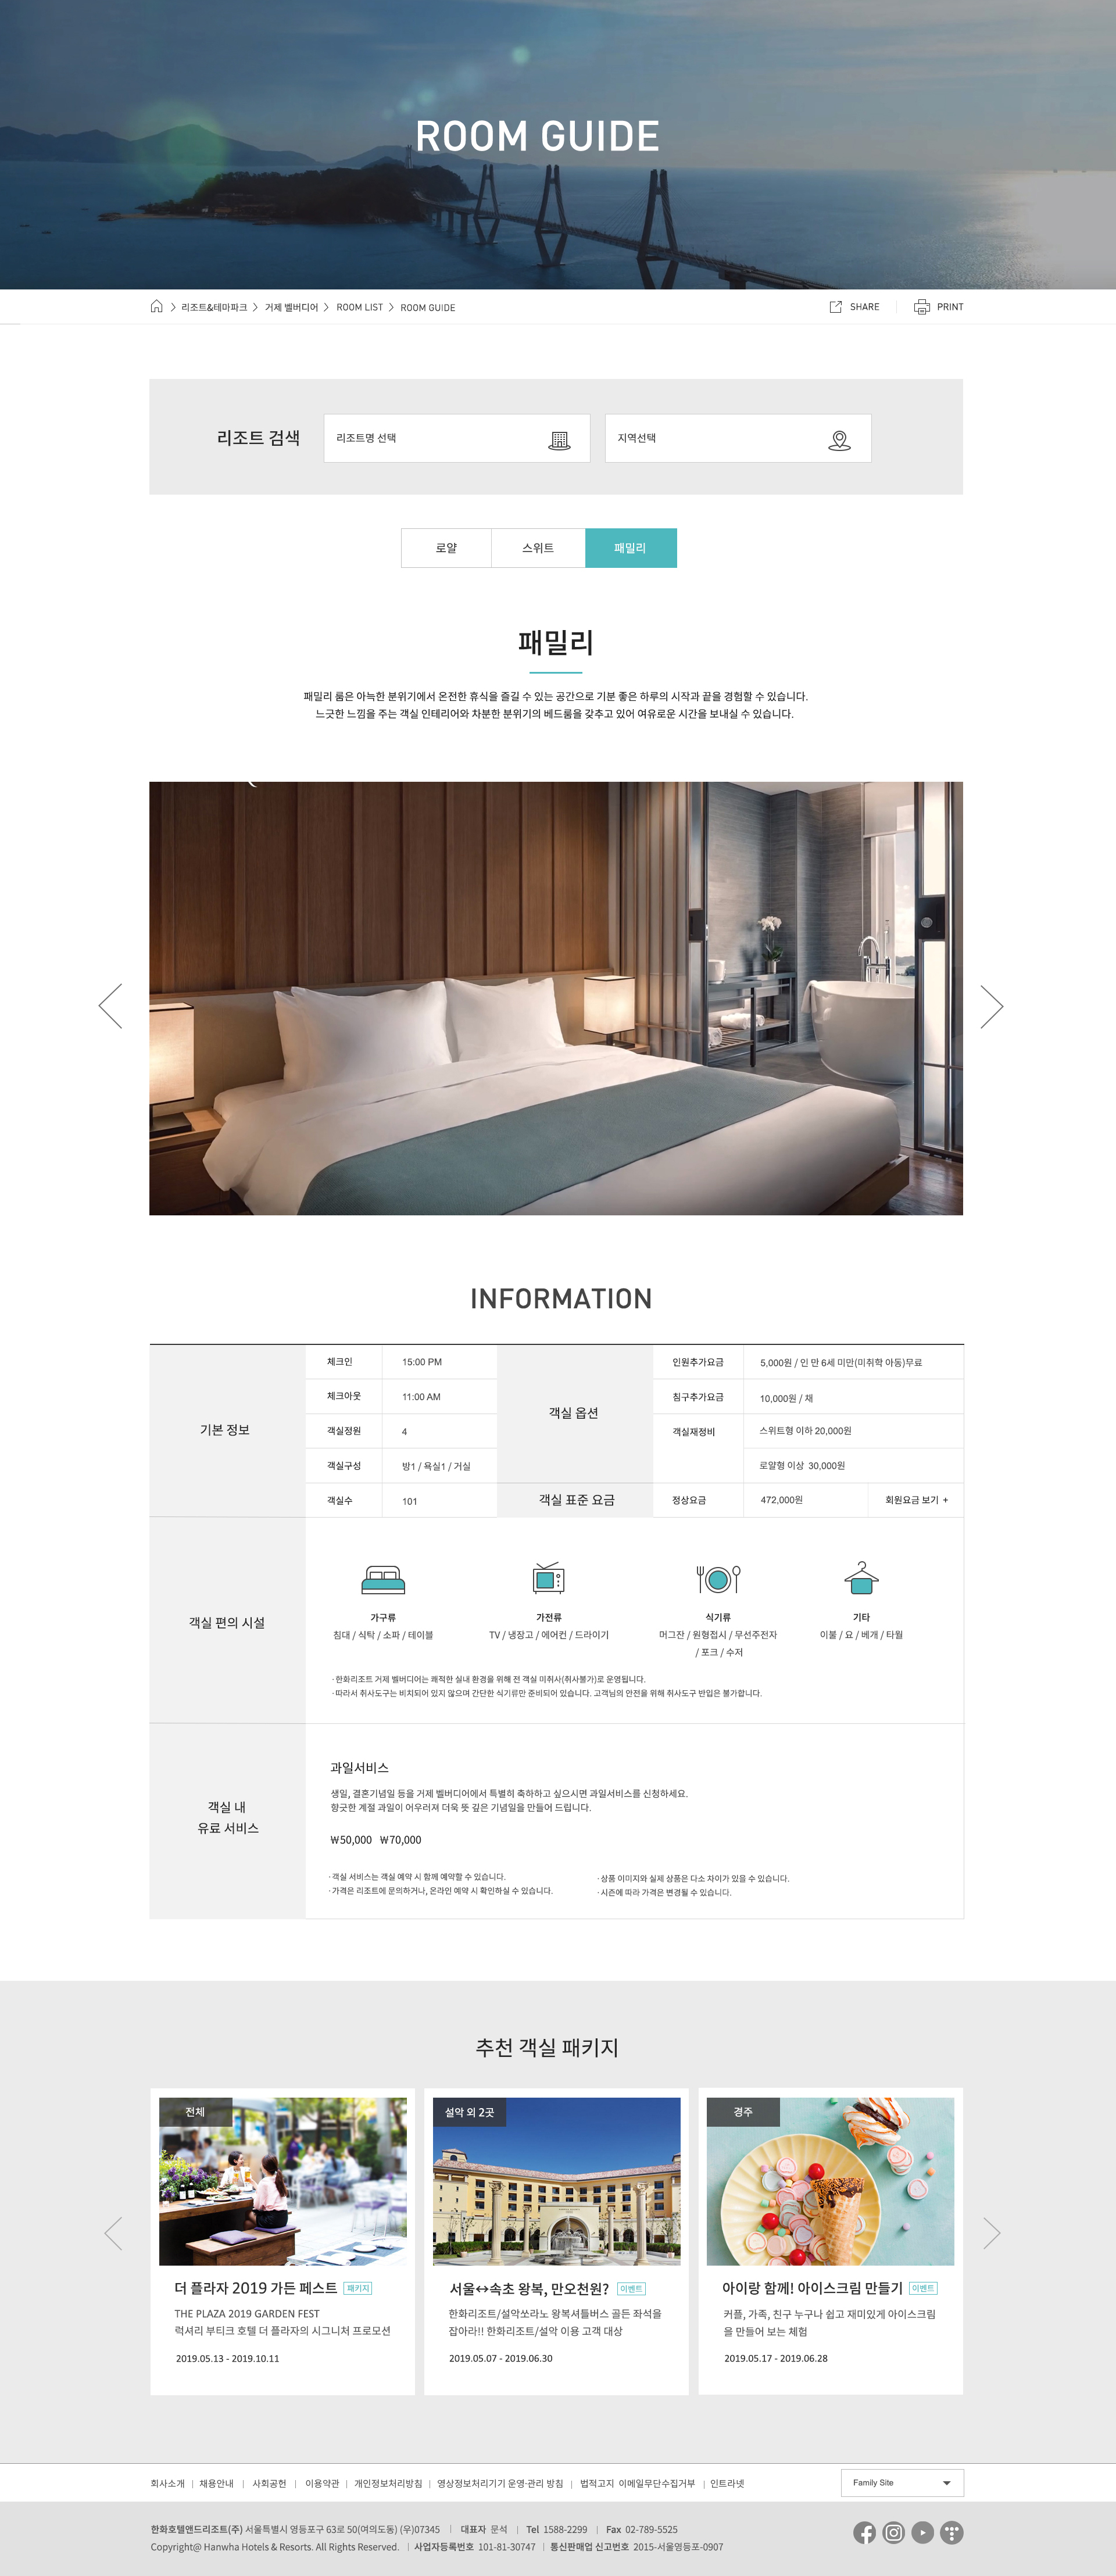 ROOM GUIDE
리조트&테마파크 > 거제 벨버디어 > ROOM LIST > ROOM GUIDE
SHARE
PRINT
리조트 검색
리조트명 선택
지역선택
로얄
스위트
패밀리
패밀리
패밀리 룸은 아늑한 분위기에서 온전한 휴식을 즐길 수 있는 공간으로 기분 좋은 하루의 시작과 끝을 경험할 수 있습니다.
느긋한 느낌을 주는 객실 인테리어와 차분한 분위기의 베드룸을 갖추고 있어 여유로운 시간을 보내실 수 있습니다.
INFORMATION
기본 정보
체크인 15:00 PM
체크아웃 11:00 AM
객실정원 4
객실구성 방1 / 욕실1 / 거실
객실수 101
객실 옵션
인원추가요금 5,000원 / 인 만 6세 미만(미취학 아동)무료
침구추가요금 10,000원 / 채
객실재정비 스위트형 이하 20,000원
로얄형 이상 30,000원
객실 표준 요금
정상요금 472,000원 회원요금 보기 +
객실 편의 시설
가구류
침대 / 식탁 / 소파 / 테이블
가전류
TV / 냉장고 / 에어컨 / 드라이기
식기류
머그잔 / 원형접시 / 무선주전자
/ 포크 / 수저
기타
이불 / 요 / 베개 / 타월
· 한화리조트 거제 벨버디어는 쾌적한 실내 환경을 위해 전 객실 미취사(취사불가)로 운영됩니다.
· 따라서 취사도구는 비치되어 있지 않으며 간단한 식기류만 준비되어 있습니다. 고객님의 안전을 위해 취사도구 반입은 불가합니다.
객실 내
유료 서비스
과일서비스
생일, 결혼기념일 등을 거제 벨버디어에서 특별히 축하하고 싶으시면 과일서비스를 신청하세요.
향긋한 계절 과일이 어우러져 더욱 뜻 깊은 기념일을 만들어 드립니다.
₩50,000 ₩70,000
· 객실 서비스는 객실 예약 시 함께 예약할 수 있습니다.
· 가격은 리조트에 문의하거나, 온라인 예약 시 확인하실 수 있습니다.
· 상품 이미지와 실제 상품은 다소 차이가 있을 수 있습니다.
· 시즌에 따라 가격은 변경될 수 있습니다.
추천 객실 패키지
전체
더 플라자 2019 가든 페스트 패키지
THE PLAZA 2019 GARDEN FEST
럭셔리 부티크 호텔 더 플라자의 시그니처 프로모션
2019.05.13 - 2019.10.11
설악 외 2곳
서울↔속초 왕복, 만오천원? 이벤트
한화리조트/설악쏘라노 왕복셔틀버스 골든 좌석을
잡아라!! 한화리조트/설악 이용 고객 대상
2019.05.07 - 2019.06.30
경주
아이랑 함께! 아이스크림 만들기 이벤트
커플, 가족, 친구 누구나 쉽고 재미있게 아이스크림
을 만들어 보는 체험
2019.05.17 - 2019.06.28
회사소개 | 채용안내 | 사회공헌 | 이용약관 | 개인정보처리방침 | 영상정보처리기기 운영·관리 방침 | 법적고지 이메일무단수집거부 | 인트라넷
Family Site
한화호텔앤드리조트(주) 서울특별시 영등포구 63로 50(여의도동) (우)07345 | 대표자 문석 | Tel 1588-2299 | Fax 02-789-5525
Copyright@ Hanwha Hotels & Resorts. All Rights Reserved. | 사업자등록번호 101-81-30747 | 통신판매업 신고번호 2015-서울영등포-0907